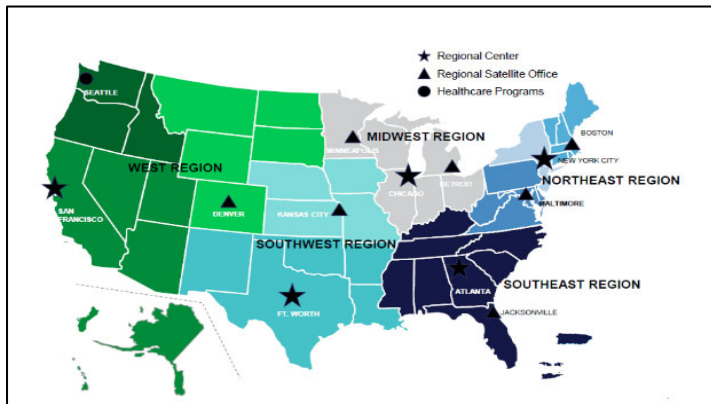 Regional Center
Regional Satellite Office
Healthcare Programs
SEATTLE
MIDWEST REGION
MINNEAPOLIS
BOSTON
NEW YORK CITY
WEST REGION
CHICAGO
DETROIT
NORTHEAST REGION
BALTIMORE
SAN
FRANCISCO
DENVER
KANSAS CITY
SOUTHWEST REGION
SOUTHEAST REGION
ATLANTA
FT. WORTH
JACKSONVILLE